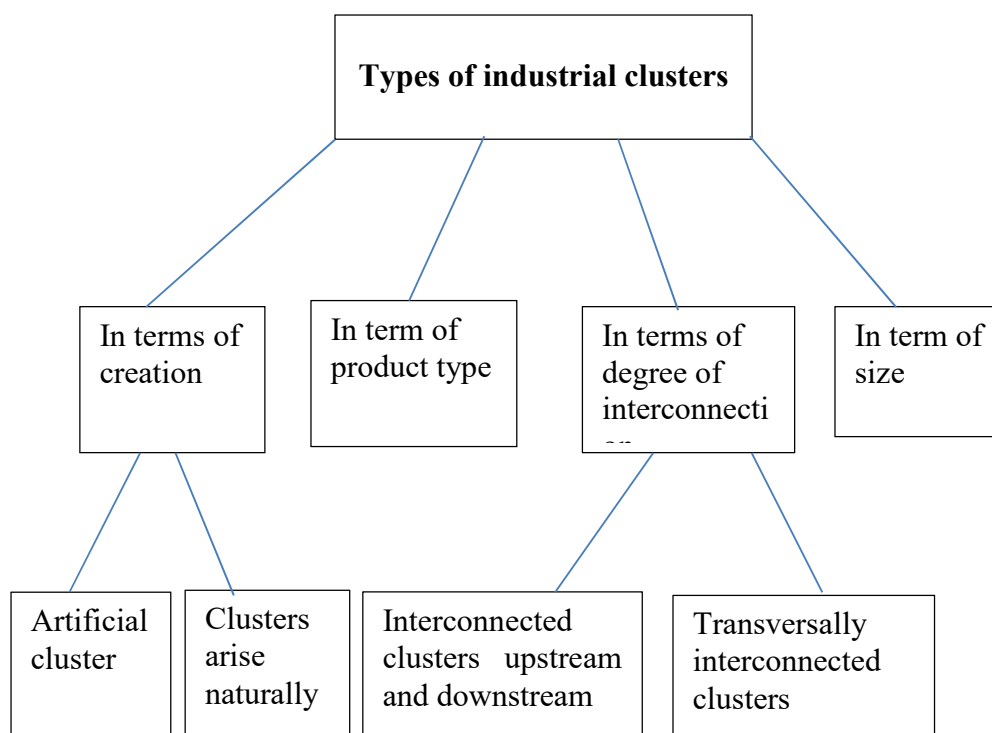 Types of industrial clusters
In terms of
creation
In term of
product type
In terms of
degree of
interconnecti
In term of
size
Artificial
cluster
Clusters
arise
naturally
Interconnected
clusters upstream
and downstream
Transversally
interconnected
clusters